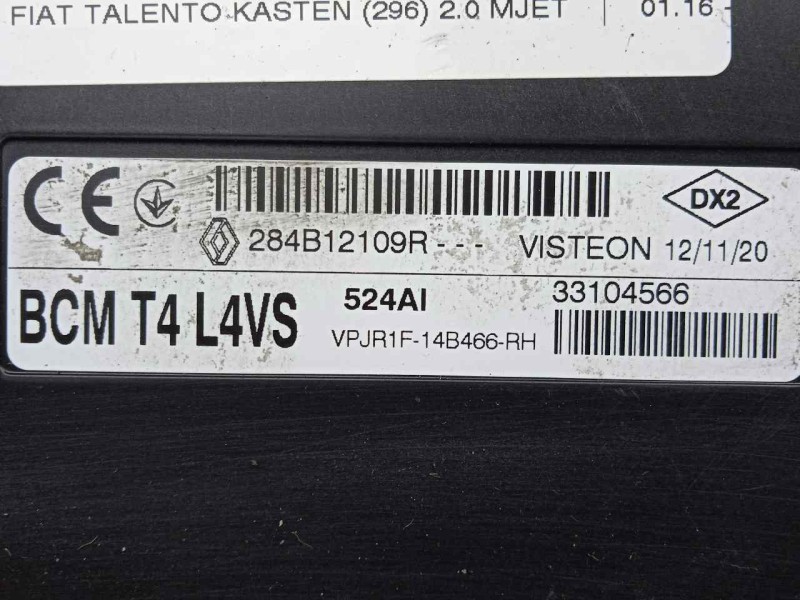 FIAT TALENTO KASTEN (296) 2.0 MJET | 01.16 -
CE DX2
284B12109R - - - VISTEON 12/11/20
BCM T4 L4VS 524AI 33104566
VPJR1F-14B466-RH